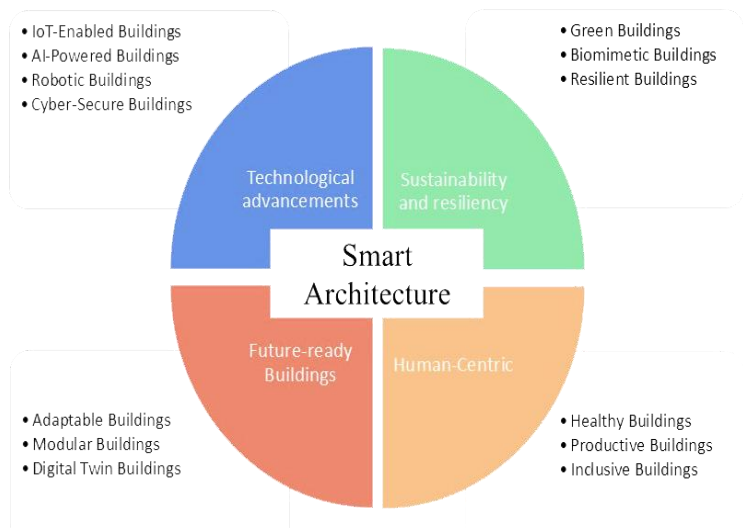 • IoT-Enabled Buildings
• AI-Powered Buildings
• Robotic Buildings
• Cyber-Secure Buildings
• Green Buildings
• Biomimetic Buildings
• Resilient Buildings
Technological
advancements
Sustainability
and resiliency
Smart
Architecture
Future-ready
Buildings
Human-Centric
• Adaptable Buildings
• Modular Buildings
• Digital Twin Buildings
• Healthy Buildings
• Productive Buildings
• Inclusive Buildings